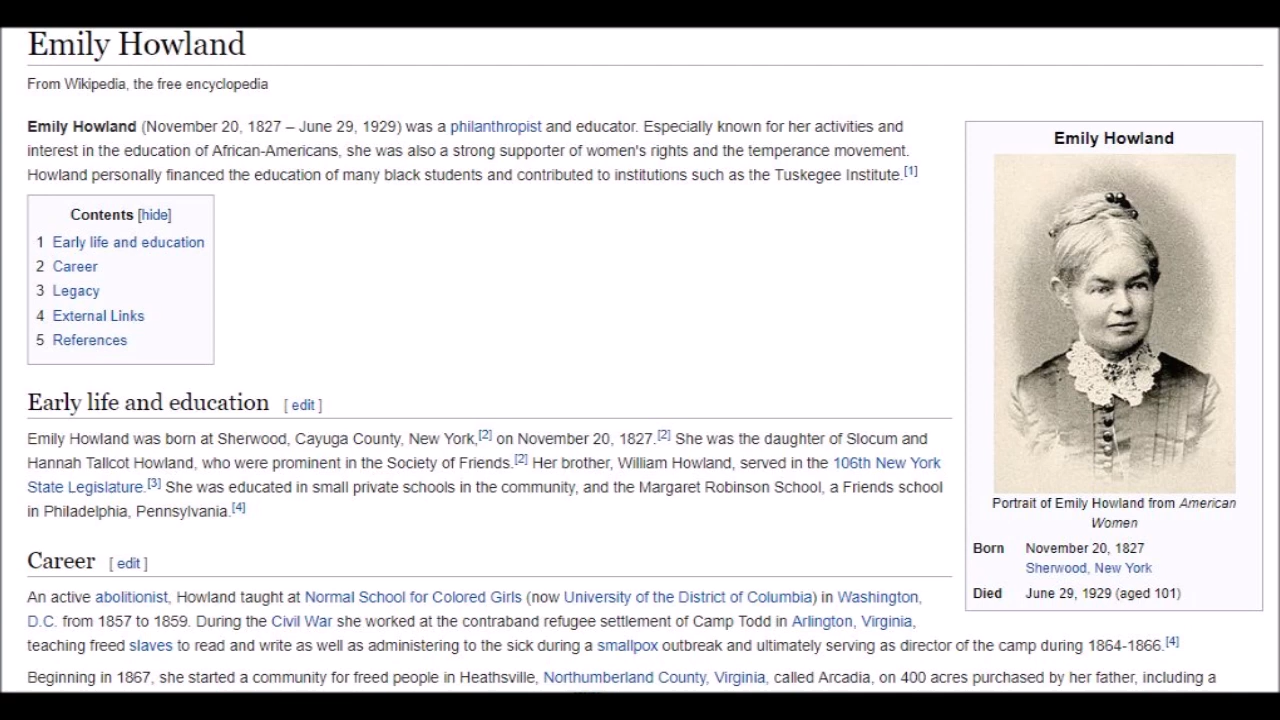 Emily Howland
From Wikipedia, the free encyclopedia
Emily Howland (November 20, 1827 – June 29, 1929) was a philanthropist and educator. Especially known for her activities and
interest in the education of African-Americans, she was also a strong supporter of women's rights and the temperance movement.
Howland personally financed the education of many black students and contributed to institutions such as the Tuskegee Institute.[1]
Contents [hide]
1 Early life and education
2 Career
3 Legacy
4 External Links
5 References
Early life and education [ edit ]
Emily Howland was born at Sherwood, Cayuga County, New York,[2] on November 20, 1827.[2] She was the daughter of Slocum and
Hannah Tallcot Howland, who were prominent in the Society of Friends.[2] Her brother, William Howland, served in the 106th New York
State Legislature.[3] She was educated in small private schools in the community, and the Margaret Robinson School, a Friends school
in Philadelphia, Pennsylvania.[4]
Career [ edit ]
An active abolitionist, Howland taught at Normal School for Colored Girls (now University of the District of Columbia) in Washington,
D.C. from 1857 to 1859. During the Civil War she worked at the contraband refugee settlement of Camp Todd in Arlington, Virginia,
teaching freed slaves to read and write as well as administering to the sick during a smallpox outbreak and ultimately serving as director of the camp during 1864-1866.[4]
Beginning in 1867, she started a community for freed people in Heathsville, Northumberland County, Virginia, called Arcadia, on 400 acres purchased by her father, including a
Emily Howland
Portrait of Emily Howland from American
Women
Born November 20, 1827
Sherwood, New York
Died June 29, 1929 (aged 101)